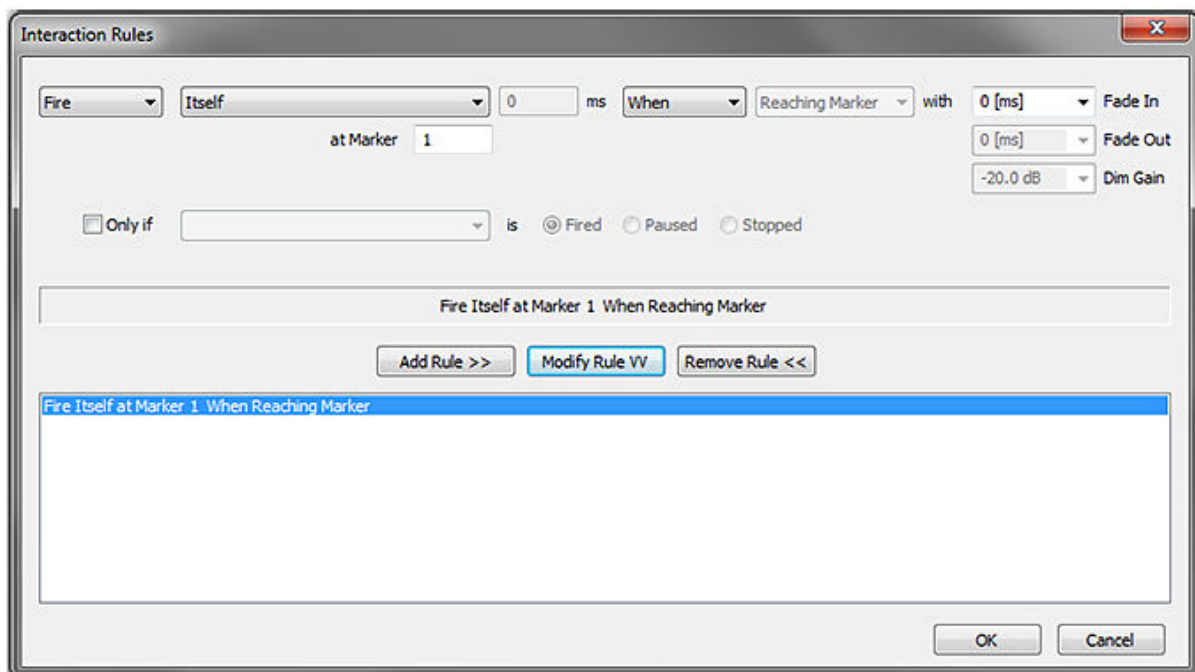 Interaction Rules
Fire Itself 0 ms When Reaching Marker with 0 [ms] Fade In
at Marker 1 0 [ms] Fade Out
-20.0 dB Dim Gain
Only if is Fired Paused Stopped
Fire Itself at Marker 1 When Reaching Marker
Add Rule >> Modify Rule VV Remove Rule <<
Fire Itself at Marker 1 When Reaching Marker
OK Cancel